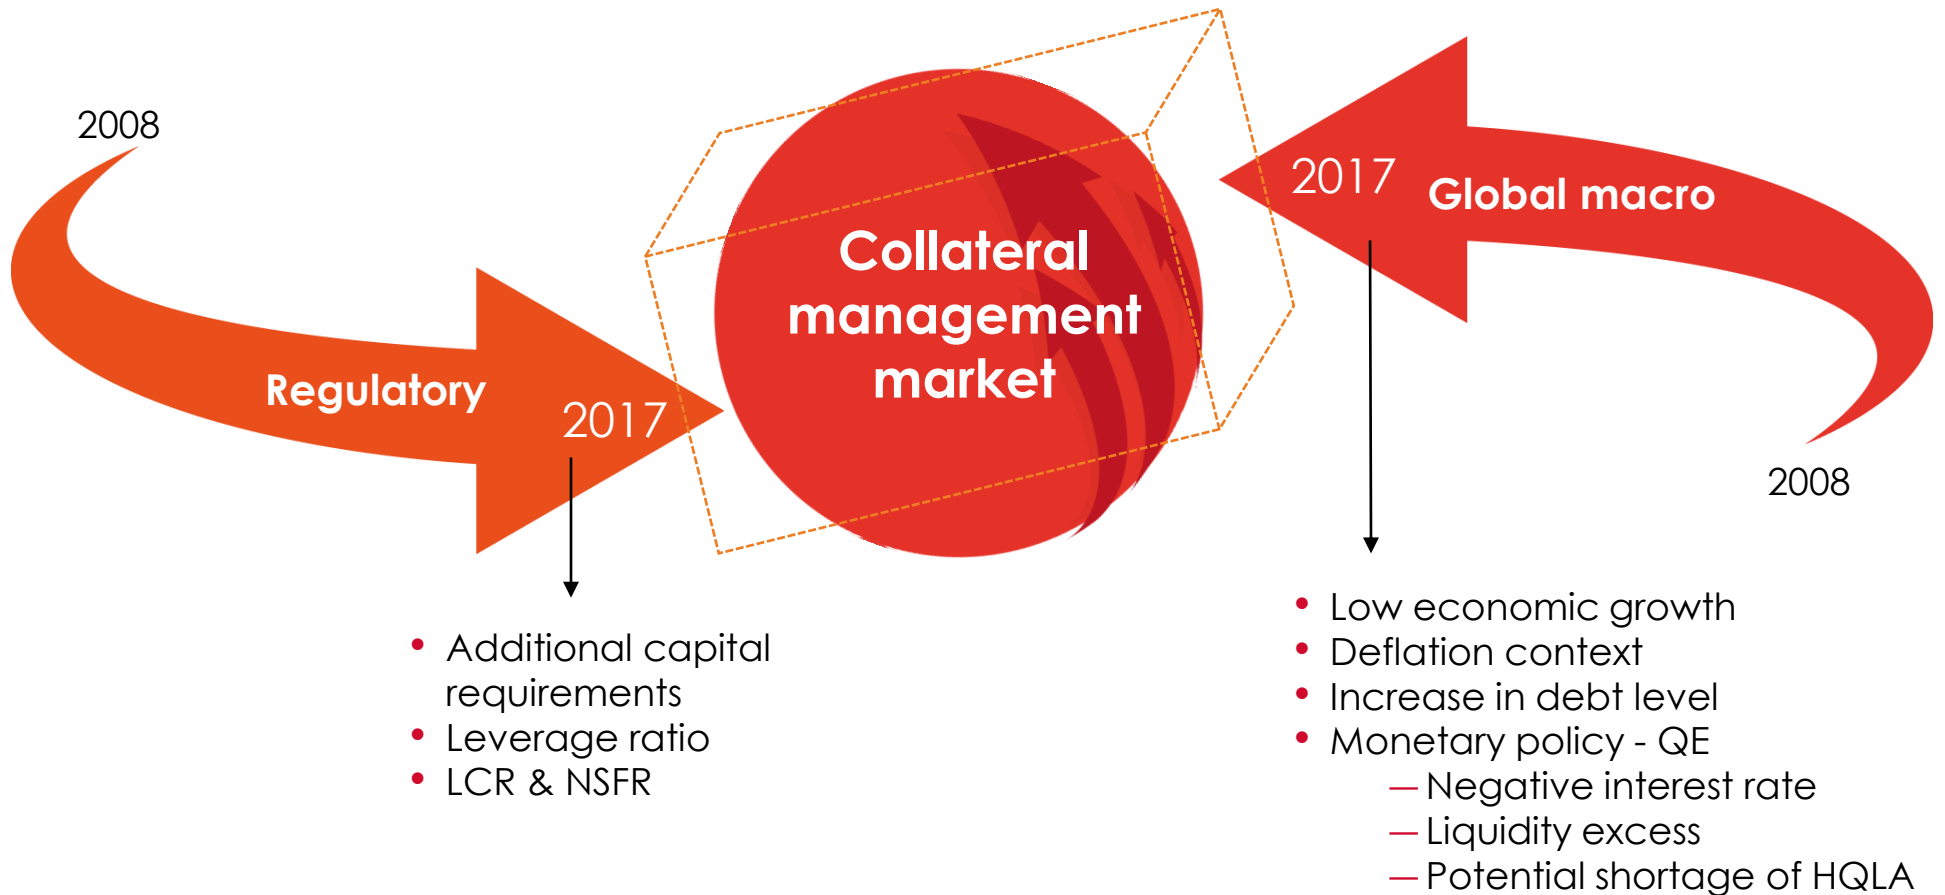 2008
Regulatory
2017
• Additional capital
requirements
• Leverage ratio
• LCR & NSFR
Collateral
management
market
2017
Global macro
2008
• Low economic growth
• Deflation context
• Increase in debt level
• Monetary policy - QE
— Negative interest rate
— Liquidity excess
— Potential shortage of HQLA